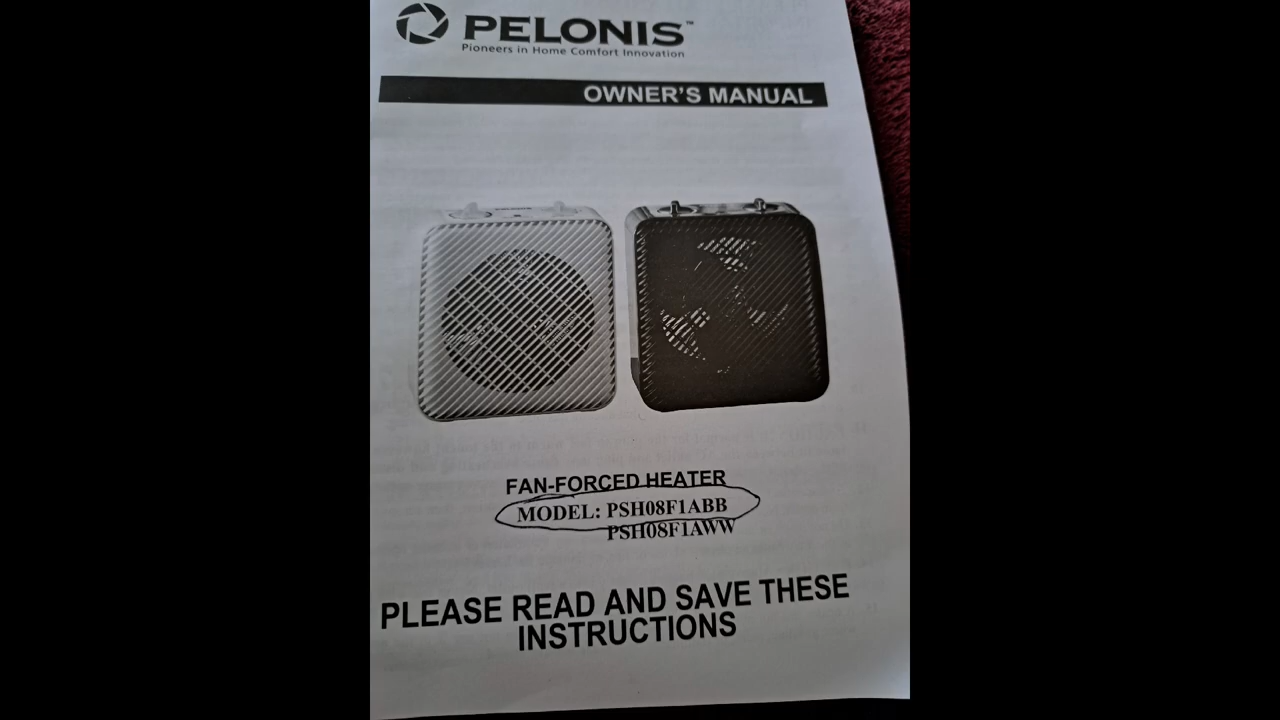 PELONIS™
Pioneers in Home Comfort Innovation
OWNER'S MANUAL
FAN-FORCED HEATER
MODEL: PSH08F1ABB
PSH08F1AWW
PLEASE READ AND SAVE THESE
INSTRUCTIONS